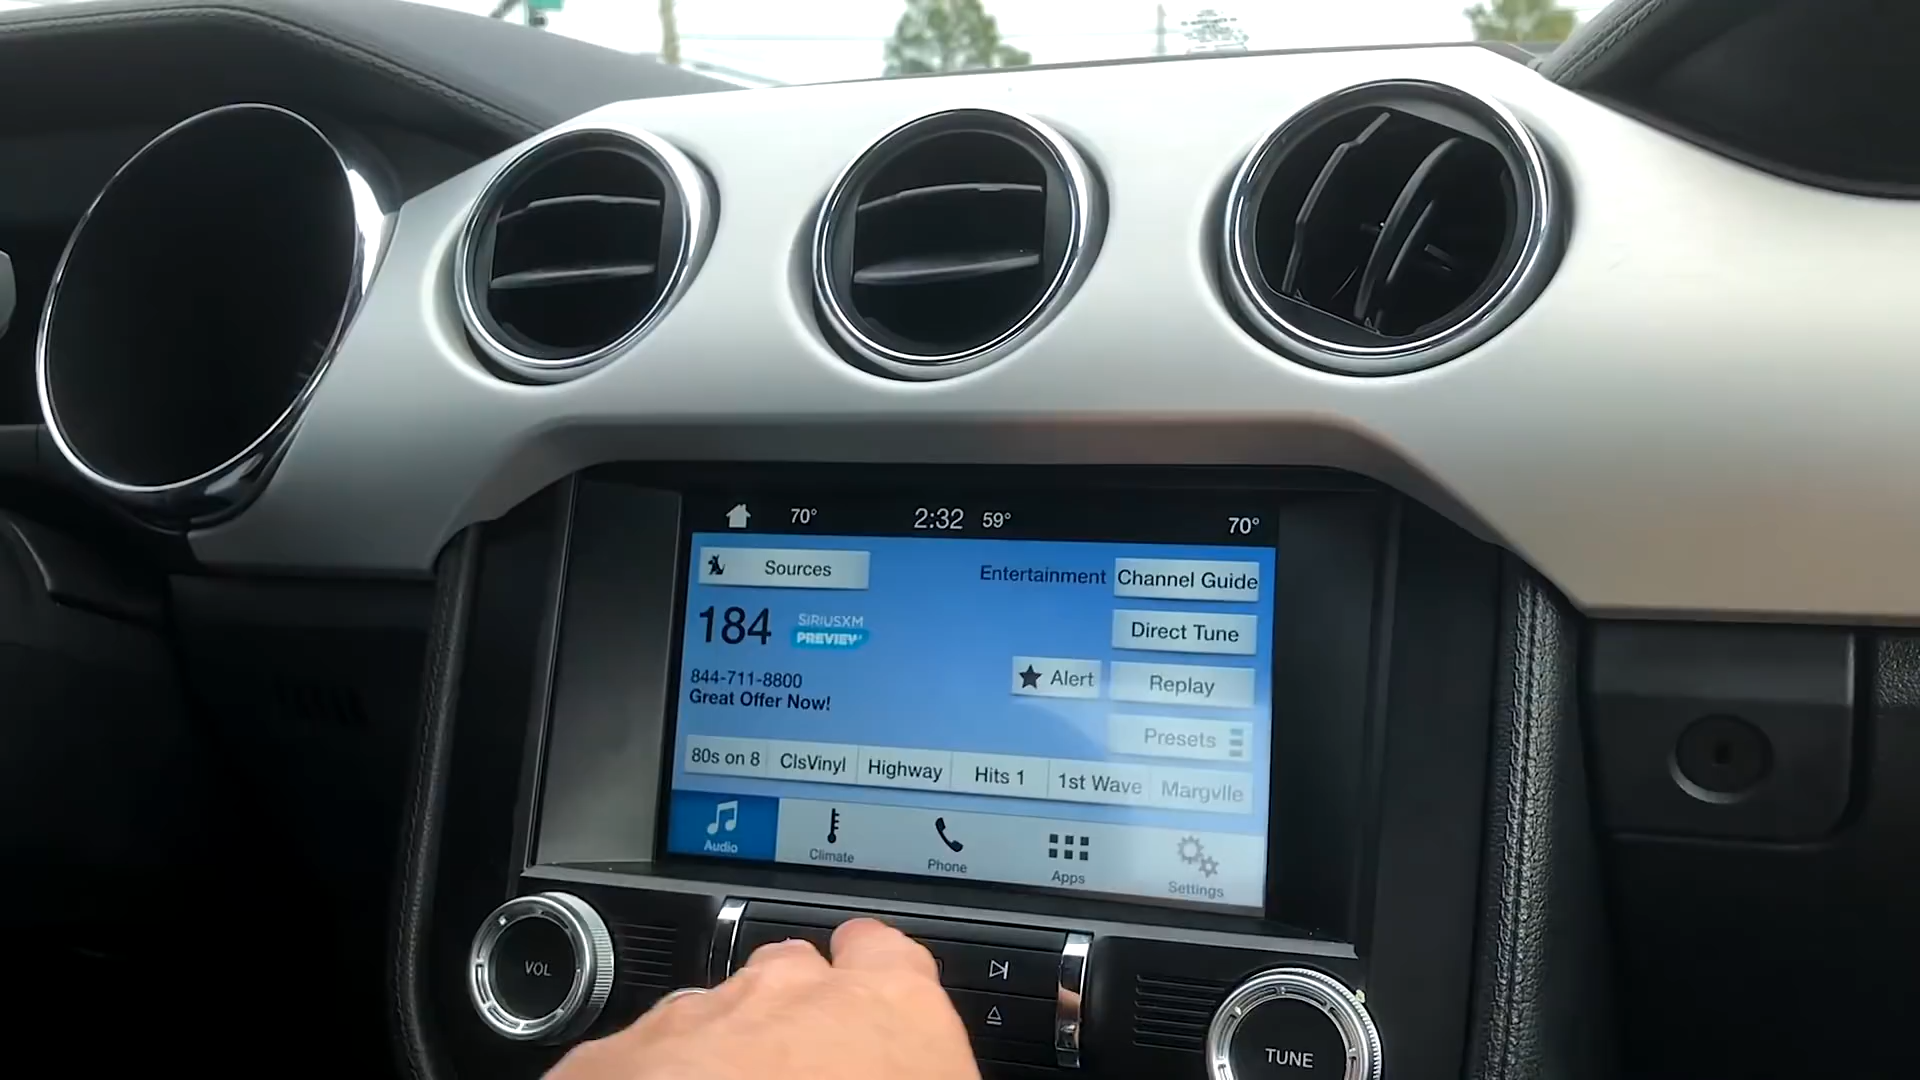 70° 2:32 59° 70°
Sources
Entertainment
Channel Guide
184
SIRIUSXM
PREVIEW
Direct Tune
844-711-8800
Great Offer Now!
Alert
Replay
Presets
80s on 8 ClsVinyl Highway Hits 1 1st Wave Margvlle
Audio Climate Phone Apps Settings
VOL
TUNE